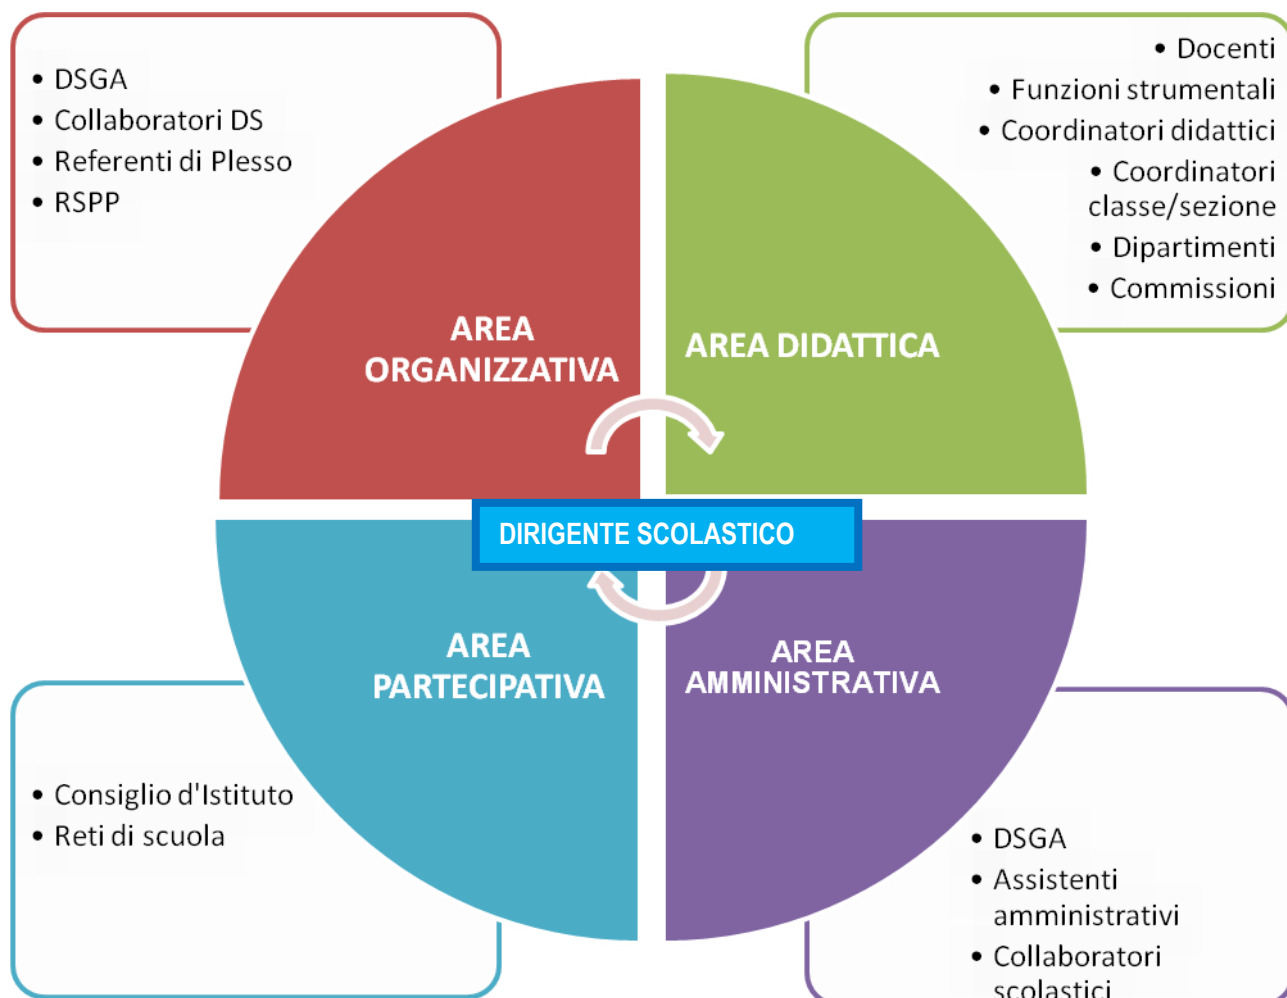 • DSGA
• Collaboratori DS
• Referenti di Plesso
• RSPP
• Docenti
• Funzioni strumentali
• Coordinatori didattici
• Coordinatori
classe/sezione
• Dipartimenti
• Commissioni
AREA
ORGANIZZATIVA
AREA DIDATTICA
DIRIGENTE SCOLASTICO
AREA
PARTECIPATIVA
AREA
AMMINISTRATIVA
• Consiglio d'Istituto
• Reti di scuola
• DSGA
• Assistenti
amministrativi
• Collaboratori
scolastici